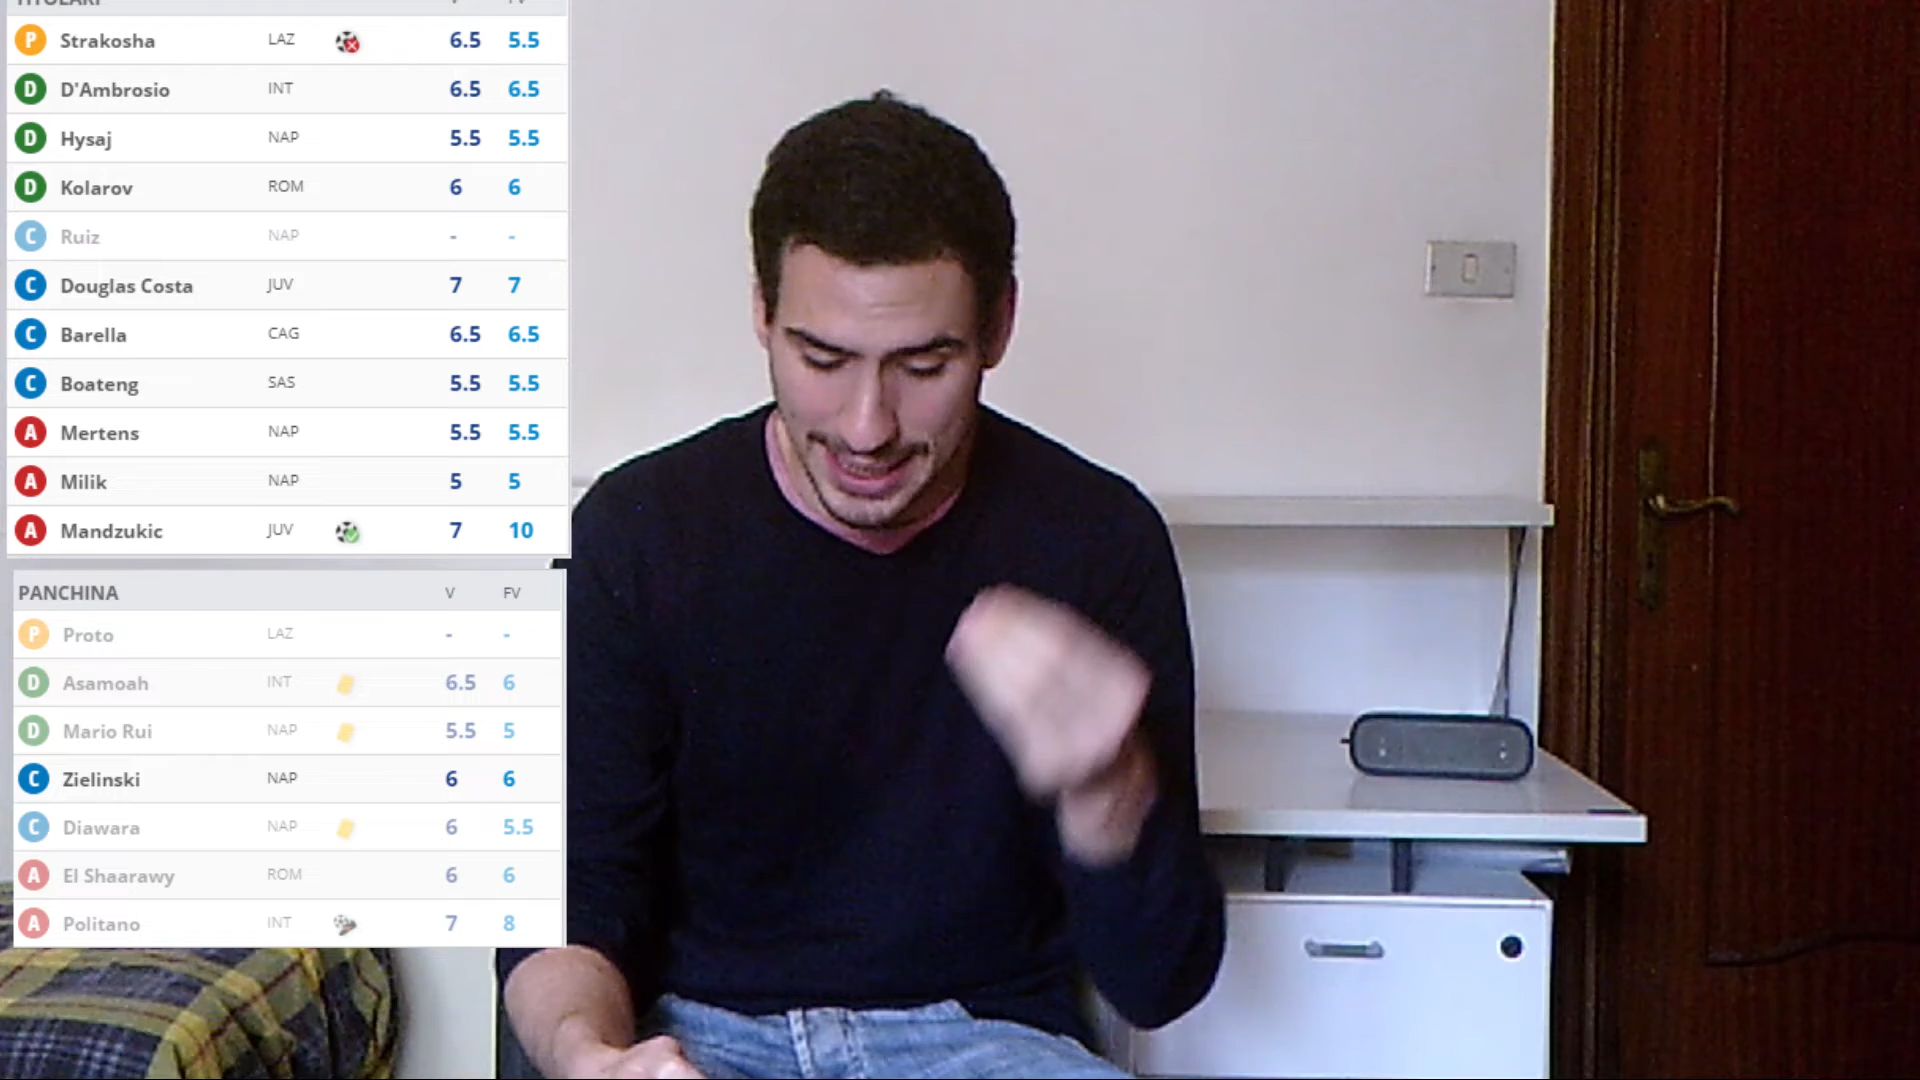 TITOLARI V FV
P Strakosha LAZ 6.5 5.5
D D'Ambrosio INT 6.5 6.5
D Hysaj NAP 5.5 5.5
D Kolarov ROM 6 6
C Ruiz NAP - -
C Douglas Costa JUV 7 7
C Barella CAG 6.5 6.5
C Boateng SAS 5.5 5.5
A Mertens NAP 5.5 5.5
A Milik NAP 5 5
A Mandzukic JUV 7 10
PANCHINA V FV
P Proto LAZ - -
D Asamoah INT 6.5 6
D Mario Rui NAP 5.5 5
C Zielinski NAP 6 6
C Diawara NAP 6 5.5
A El Shaarawy ROM 6 6
A Politano INT 7 8